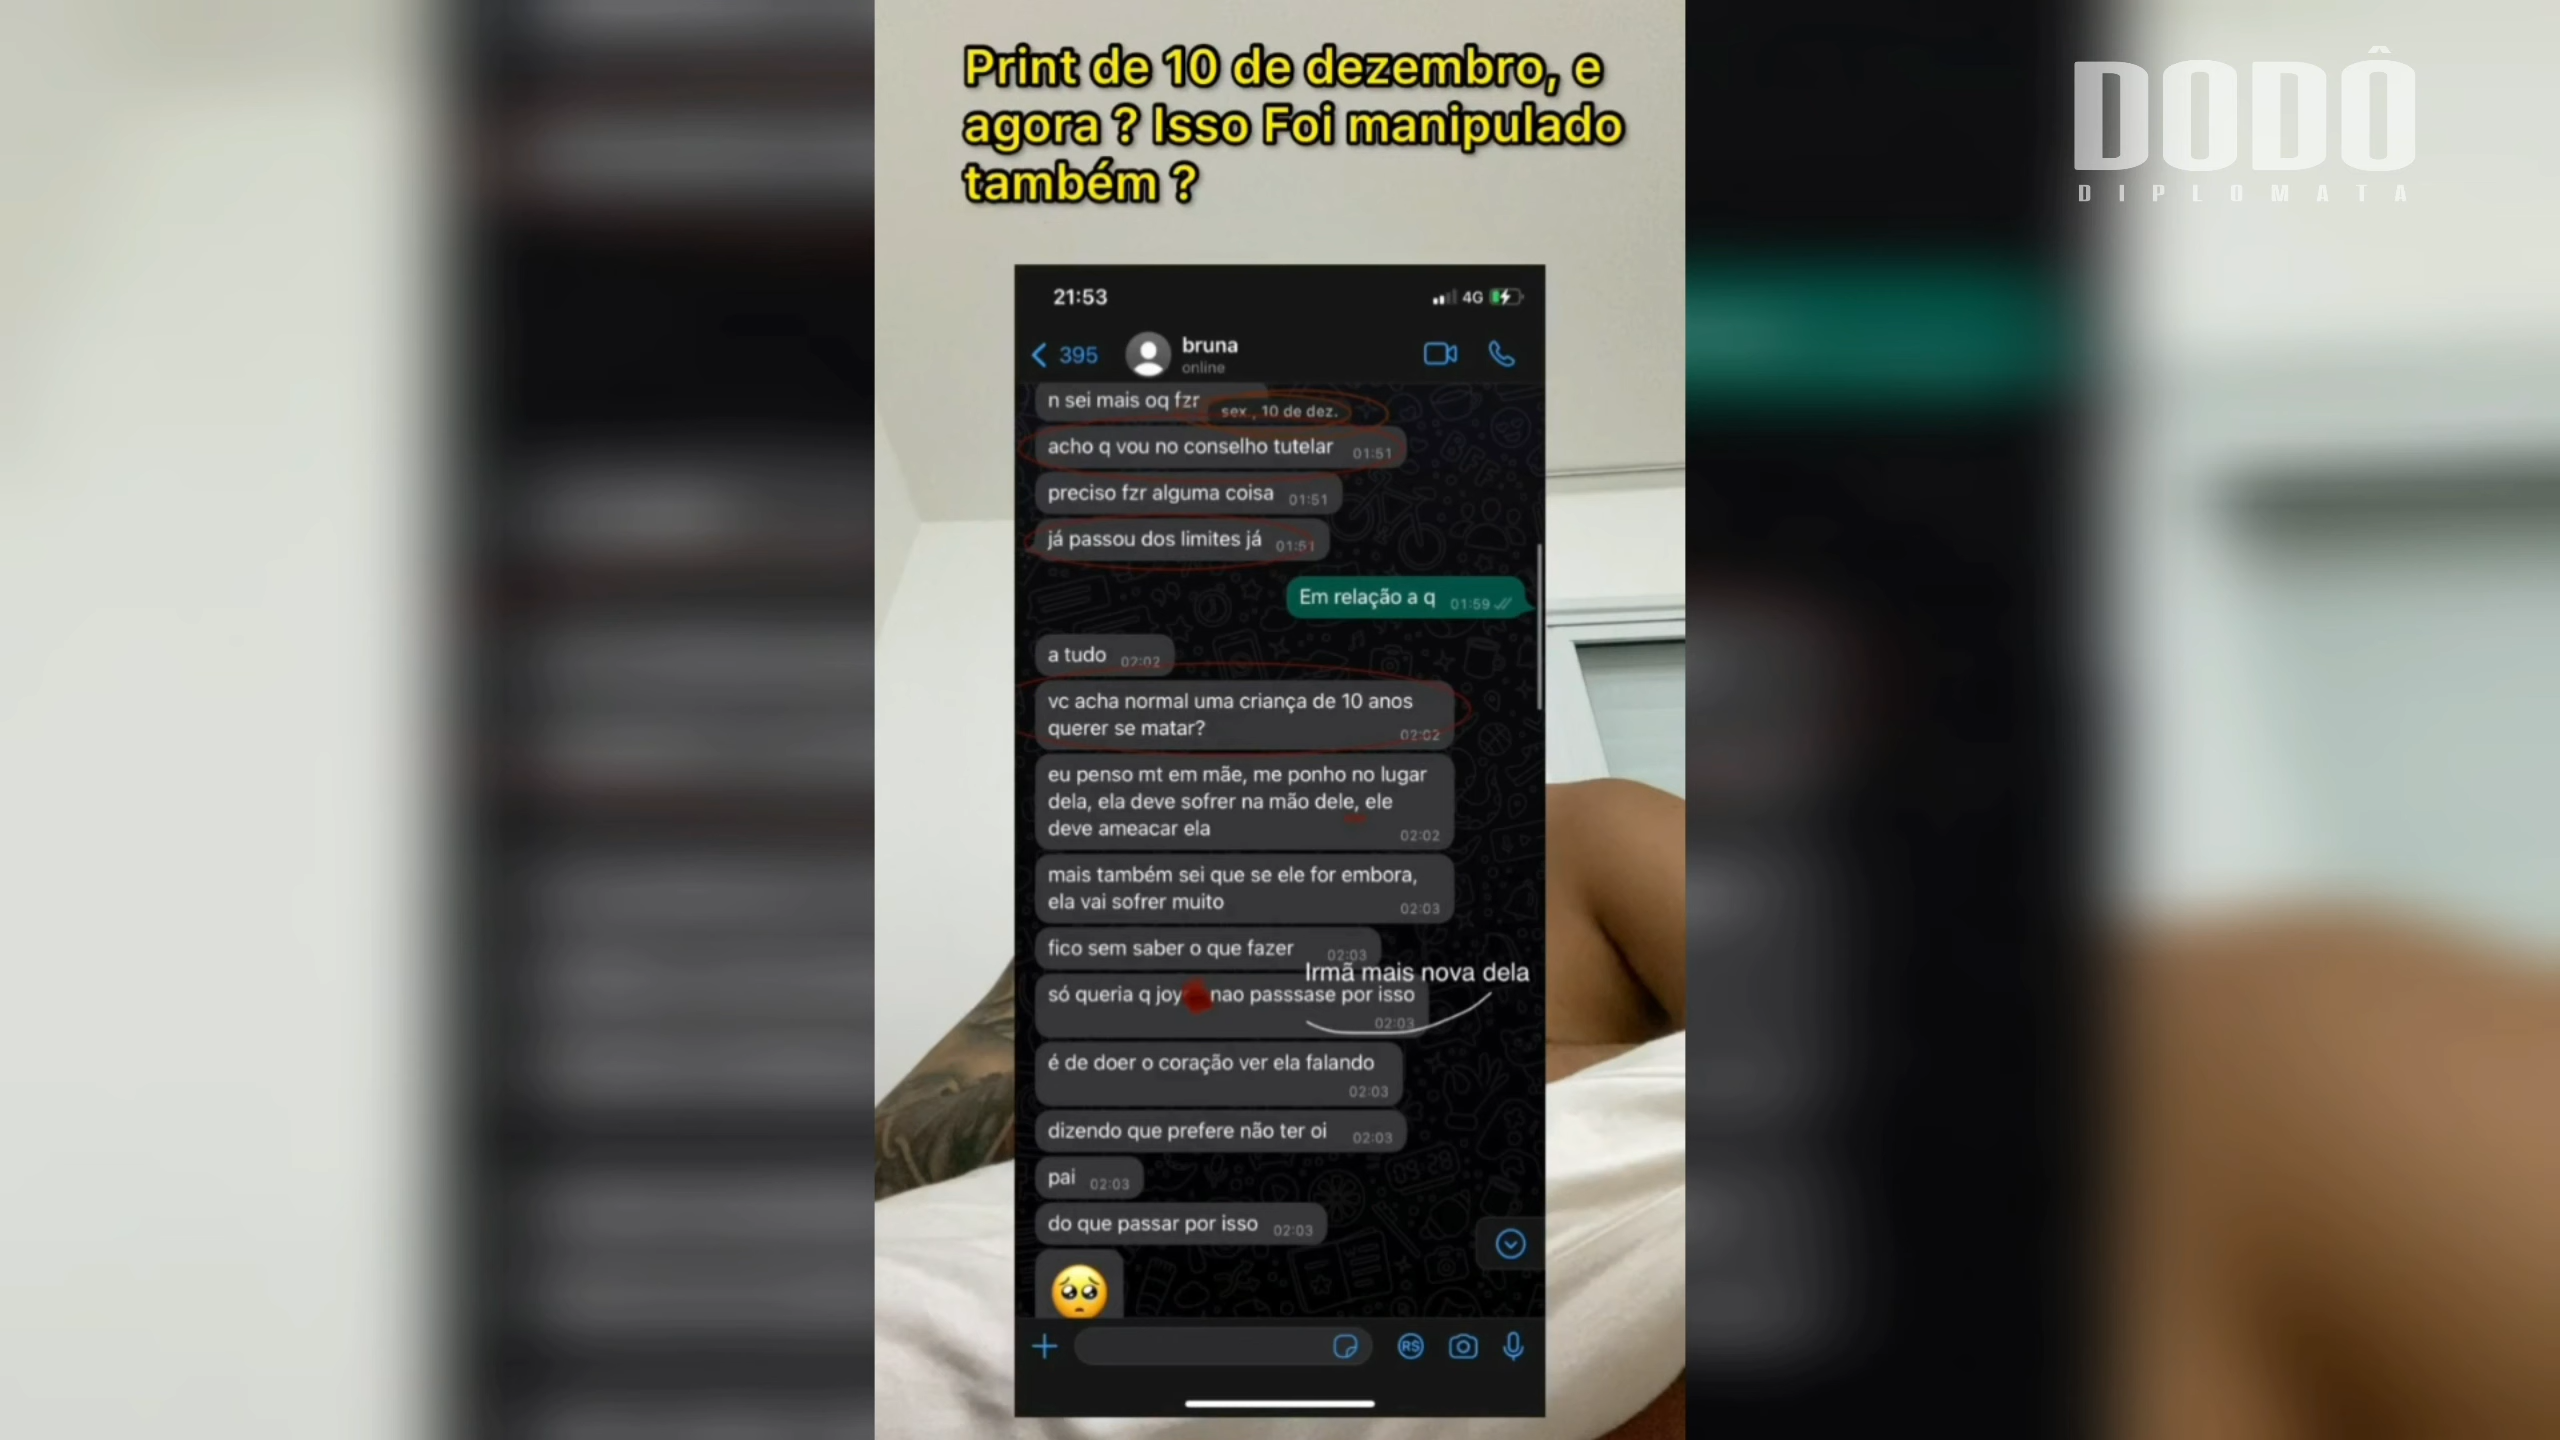 Print de 10 de dezembro, e
agora ? Isso Foi manipulado
também ?
DODÔ
DIPLOMATA
21:53
4G
395
bruna
online
n sei mais oq fzr
sex., 10 de dez.
acho q vou no conselho tutelar 01:51
preciso fzr alguma coisa 01:51
já passou dos limites já 01:51
Em relação a q 01:59
a tudo 02:02
vc acha normal uma criança de 10 anos
querer se matar? 02:02
eu penso mt em mãe, me ponho no lugar
dela, ela deve sofrer na mão dele, ele
deve ameacar ela 02:02
mais também sei que se ele for embora,
ela vai sofrer muito 02:03
fico sem saber o que fazer 02:03
Irmã mais nova dela
só queria q joy nao passsase por isso
02:03
é de doer o coração ver ela falando
02:03
dizendo que prefere não ter oi 02:03
pai 02:03
do que passar por isso 02:03
R$